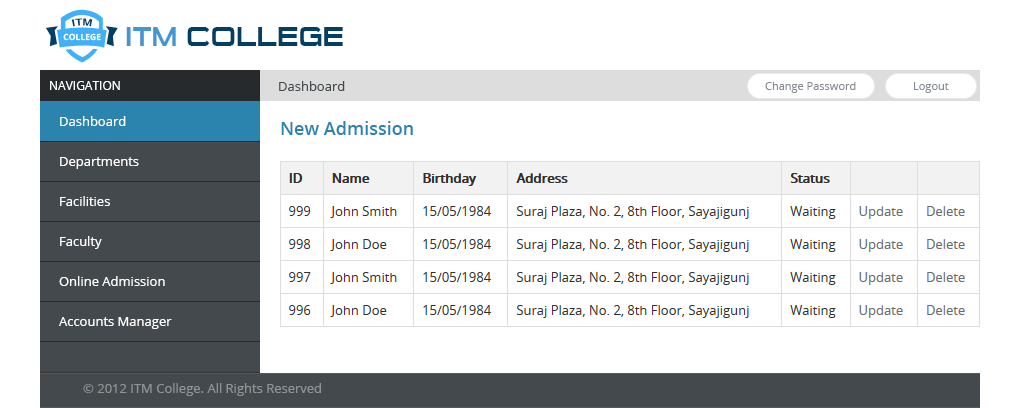 ITM
COLLEGE
ITM COLLEGE
NAVIGATION
Dashboard
Change Password
Logout
Dashboard
Departments
Facilities
Faculty
Online Admission
Accounts Manager
New Admission
ID Name Birthday Address Status
999 John Smith 15/05/1984 Suraj Plaza, No. 2, 8th Floor, Sayajigunj Waiting Update Delete
998 John Doe 15/05/1984 Suraj Plaza, No. 2, 8th Floor, Sayajigunj Waiting Update Delete
997 John Smith 15/05/1984 Suraj Plaza, No. 2, 8th Floor, Sayajigunj Waiting Update Delete
996 John Doe 15/05/1984 Suraj Plaza, No. 2, 8th Floor, Sayajigunj Waiting Update Delete
© 2012 ITM College. All Rights Reserved